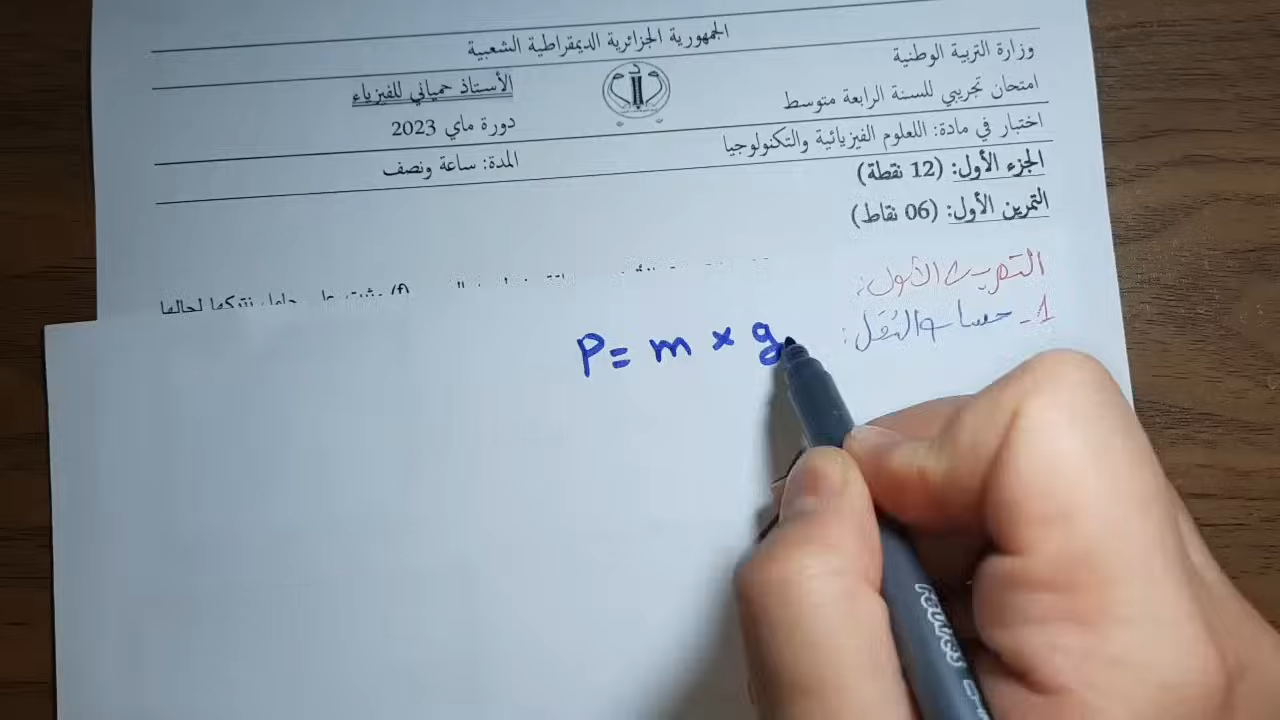 الجمهورية الجزائرية الديمقراطية الشعبية
وزارة التربية الوطنية
الأستاذ حمياني للفيزياء
امتحان تجريبي للسنة الرابعة متوسط
دورة ماي 2023
اختبار في مادة: اللعلوم الفيزيائية والتكنولوجيا
المدة: ساعة ونصف
الجزء الأول: (12 نقطة)
التمرين الأول: (06 نقاط)
التمرين الأول:
1- حساب الثقل:
P = m × g